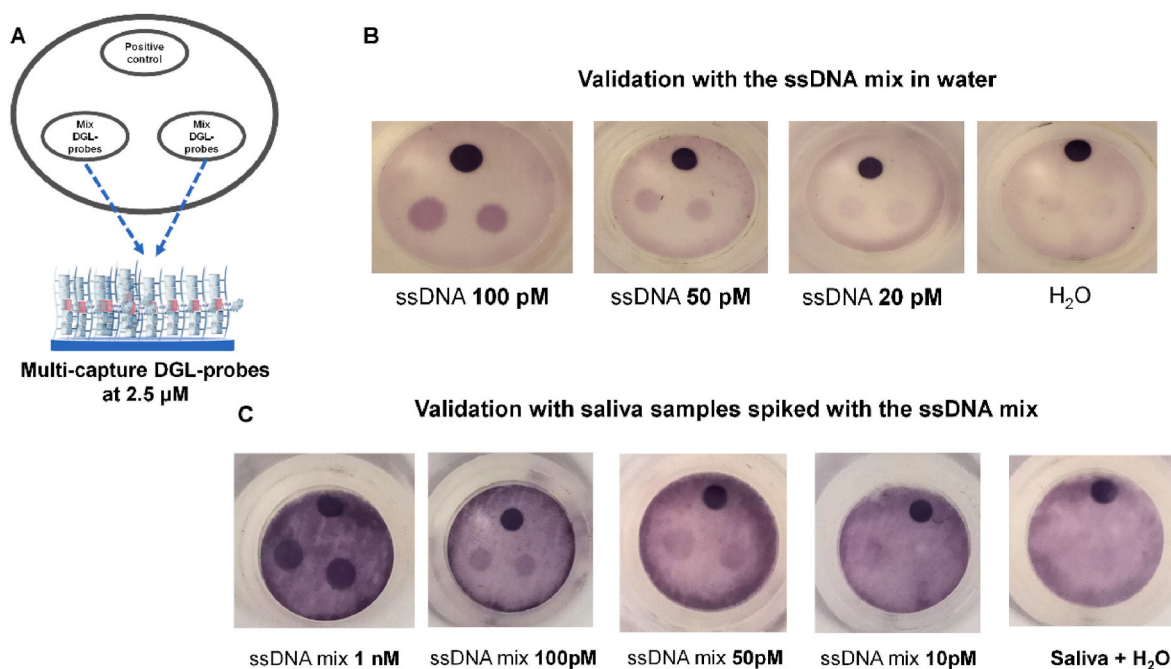 A
Positive
control
Mix
DGL-
probes
Mix
DGL-
probes
Multi-capture DGL-probes
at 2.5 µM
B
Validation with the ssDNA mix in water
ssDNA 100 pM
ssDNA 50 pM
ssDNA 20 pM
H₂O
C
Validation with saliva samples spiked with the ssDNA mix
ssDNA mix 1 nM
ssDNA mix 100pM
ssDNA mix 50pM
ssDNA mix 10pM
Saliva + H₂O